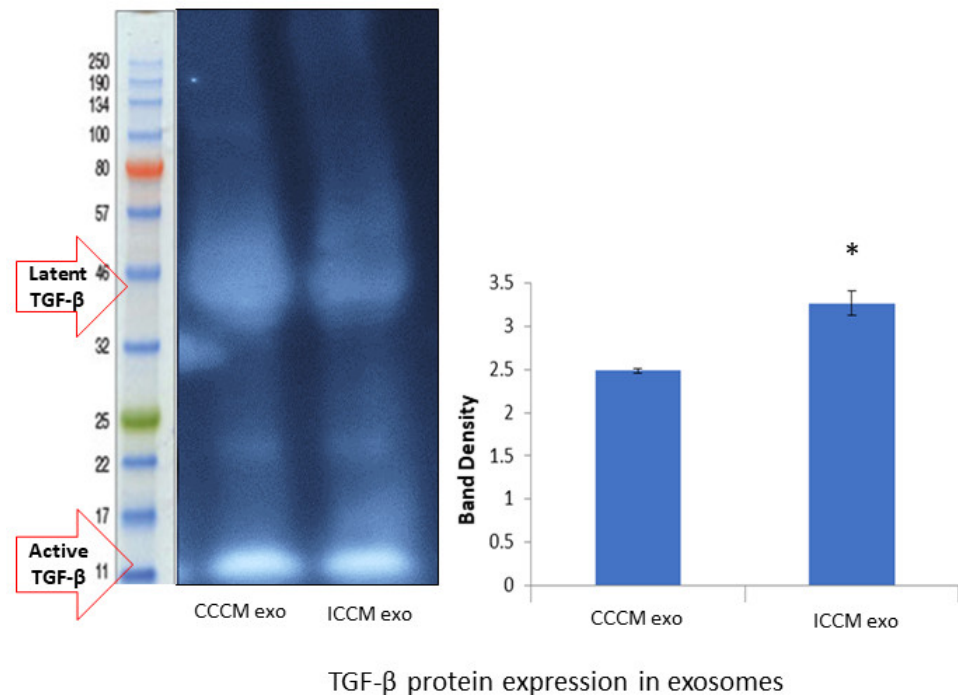 250
190
134
100
80
57
46
32
25
22
17
11
Latent
TGF-β
Active
TGF-β
CCCM exo
ICCM exo
*
3.5
3
2.5
2
1.5
1
0.5
0
Band Density
CCCM exo
ICCM exo
TGF-β protein expression in exosomes